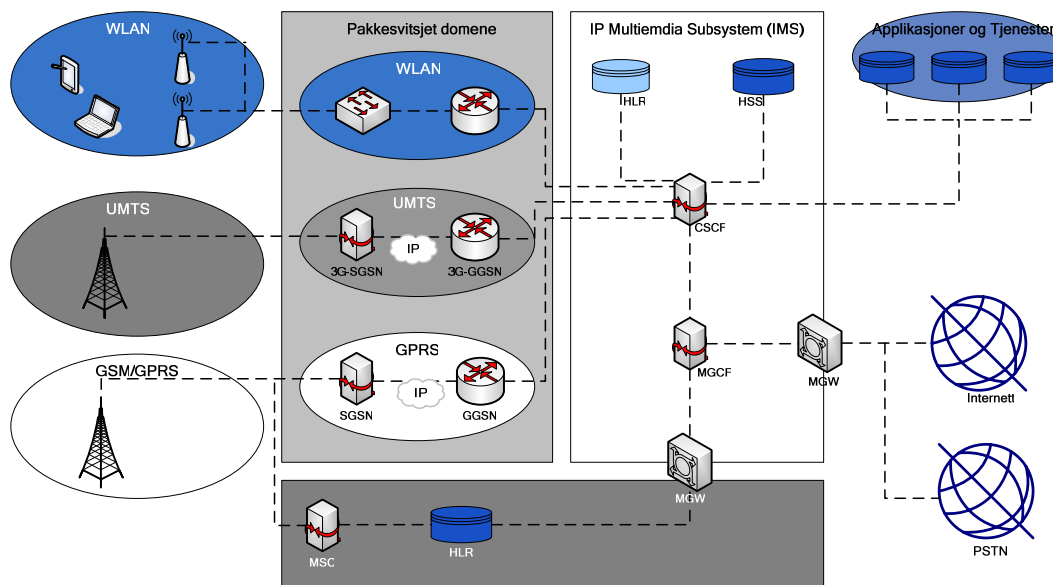 WLAN
Pakkesvitsjet domene
IP Multiemdia Subsystem (IMS)
Applikasjoner og Tjenester
WLAN
HLR
HSS
UMTS
UMTS
3G-SGSN
IP
3G-GGSN
CSCF
GSM/GPRS
GPRS
SGSN
IP
GGSN
MGCF
MGW
Internett
MGW
MSC
HLR
PSTN